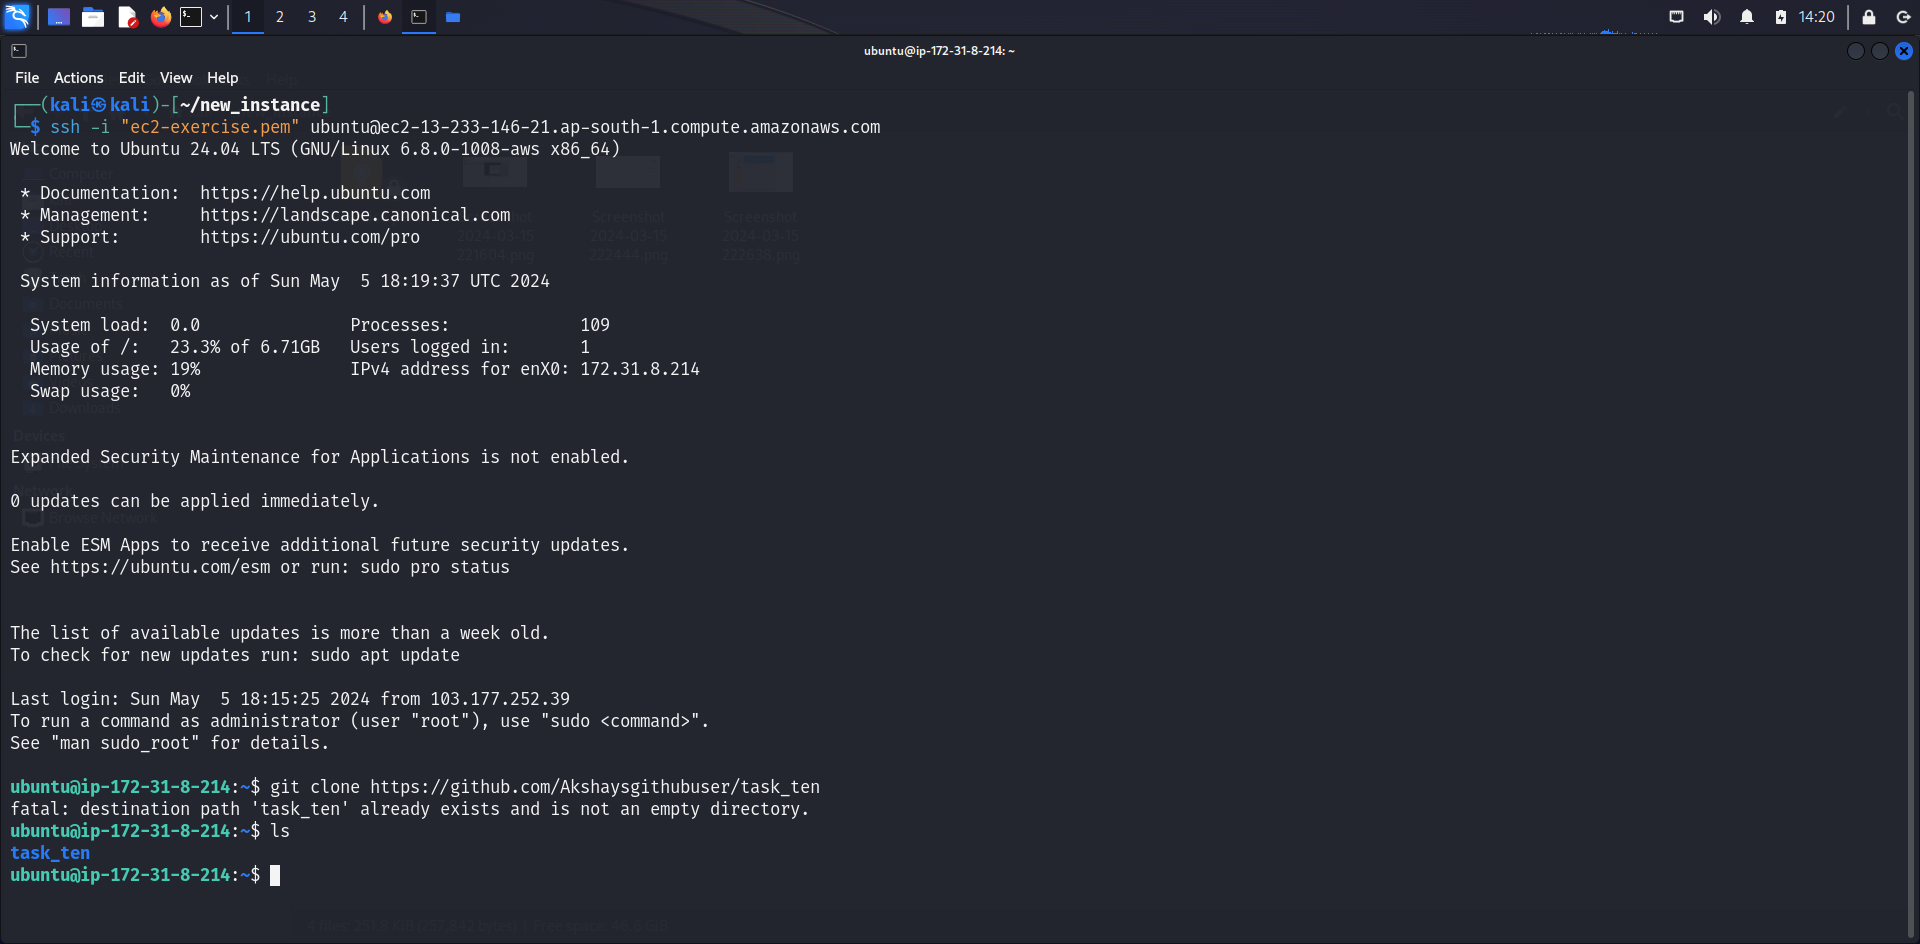 1 2 3 4 14:20
ubuntu@ip-172-31-8-214: ~
File Actions Edit View Help
┌──(kali㉿kali)-[~/new_instance]
└─$ ssh -i "ec2-exercise.pem" ubuntu@ec2-13-233-146-21.ap-south-1.compute.amazonaws.com
Welcome to Ubuntu 24.04 LTS (GNU/Linux 6.8.0-1008-aws x86_64)
* Documentation: https://help.ubuntu.com
* Management: https://landscape.canonical.com
* Support: https://ubuntu.com/pro
System information as of Sun May 5 18:19:37 UTC 2024
System load: 0.0 Processes: 109
Usage of /: 23.3% of 6.71GB Users logged in: 1
Memory usage: 19% IPv4 address for enX0: 172.31.8.214
Swap usage: 0%
Expanded Security Maintenance for Applications is not enabled.
0 updates can be applied immediately.
Enable ESM Apps to receive additional future security updates.
See https://ubuntu.com/esm or run: sudo pro status
The list of available updates is more than a week old.
To check for new updates run: sudo apt update
Last login: Sun May 5 18:15:25 2024 from 103.177.252.39
To run a command as administrator (user "root"), use "sudo <command>".
See "man sudo_root" for details.
ubuntu@ip-172-31-8-214:~$ git clone https://github.com/Akshaysgithubuser/task_ten
fatal: destination path 'task_ten' already exists and is not an empty directory.
ubuntu@ip-172-31-8-214:~$ ls
task_ten
ubuntu@ip-172-31-8-214:~$